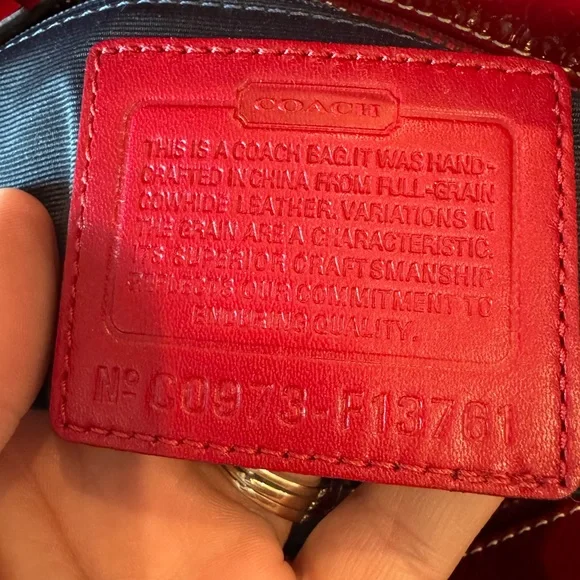 COACH
THIS IS A COACH BAG. IT WAS HAND-
CRAFTED IN CHINA FROM FULL-GRAIN
COWHIDE LEATHER. VARIATIONS IN
THE GRAIN ARE A CHARACTERISTIC.
ITS SUPERIOR CRAFTSMANSHIP
REFLECTS OUR COMMITMENT TO
ENDURING QUALITY.
Nº C0973-F13761